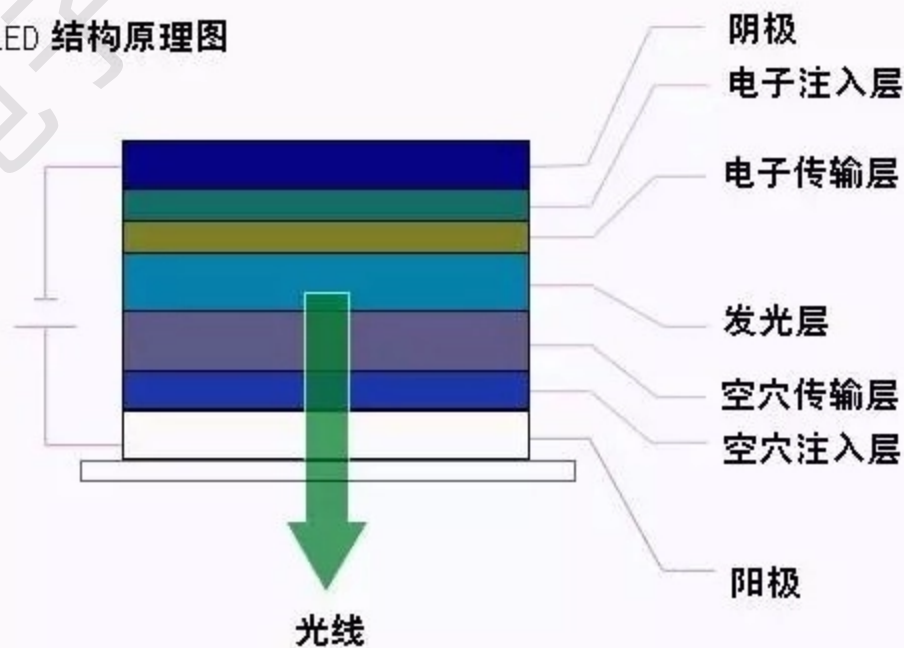 LED 结构原理图
阴极
电子注入层
电子传输层
发光层
空穴传输层
空穴注入层
阳极
光线